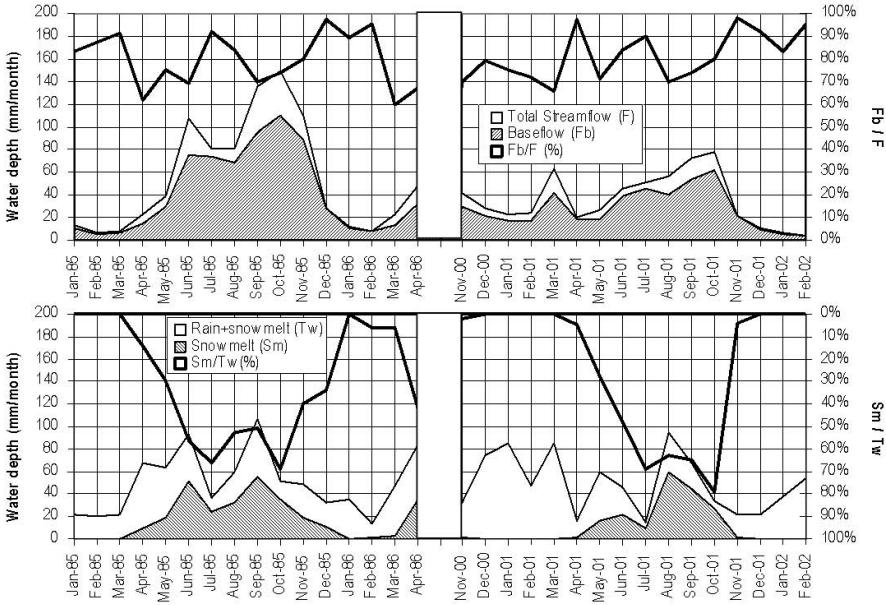 200
180
160
140
120
100
80
60
40
20
0
Water depth (mm/month)
100%
90%
80%
70%
60%
50%
40%
30%
20%
10%
0%
Fb / F
Total Streamflow (F)
Baseflow (Fb)
Fb/F (%)
Jan-85
Feb-85
Mar-85
Apr-85
May-85
Jun-85
Jul-85
Aug-85
Sep-85
Oct-85
Nov-85
Dec-85
Jan-86
Feb-86
Mar-86
Apr-86
Nov-00
Dec-00
Jan-01
Feb-01
Mar-01
Apr-01
May-01
Jun-01
Jul-01
Aug-01
Sep-01
Oct-01
Nov-01
Dec-01
Jan-02
Feb-02
200
180
160
140
120
100
80
60
40
20
0
Water depth (mm/month)
0%
10%
20%
30%
40%
50%
60%
70%
80%
90%
100%
Sm / Tw
Rain+snowmelt (Tw)
Snowmelt (Sm)
Sm/Tw (%)
Jan-85
Feb-85
Mar-85
Apr-85
May-85
Jun-85
Jul-85
Aug-85
Sep-85
Oct-85
Nov-85
Dec-85
Jan-86
Feb-86
Mar-86
Apr-86
Nov-00
Dec-00
Jan-01
Feb-01
Mar-01
Apr-01
May-01
Jun-01
Jul-01
Aug-01
Sep-01
Oct-01
Nov-01
Dec-01
Jan-02
Feb-02